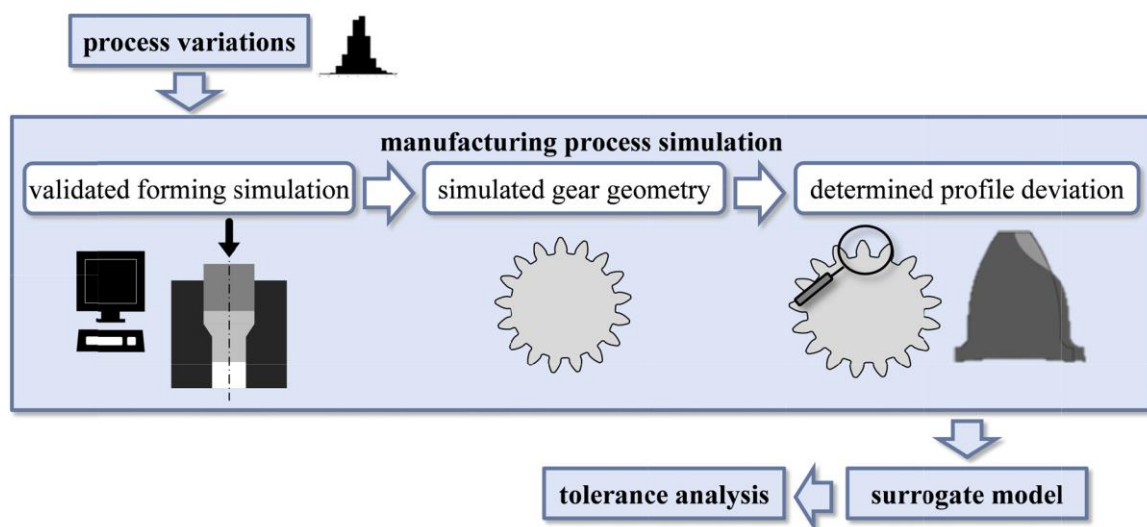 process variations
manufacturing process simulation
validated forming simulation
simulated gear geometry
determined profile deviation
tolerance analysis
surrogate model